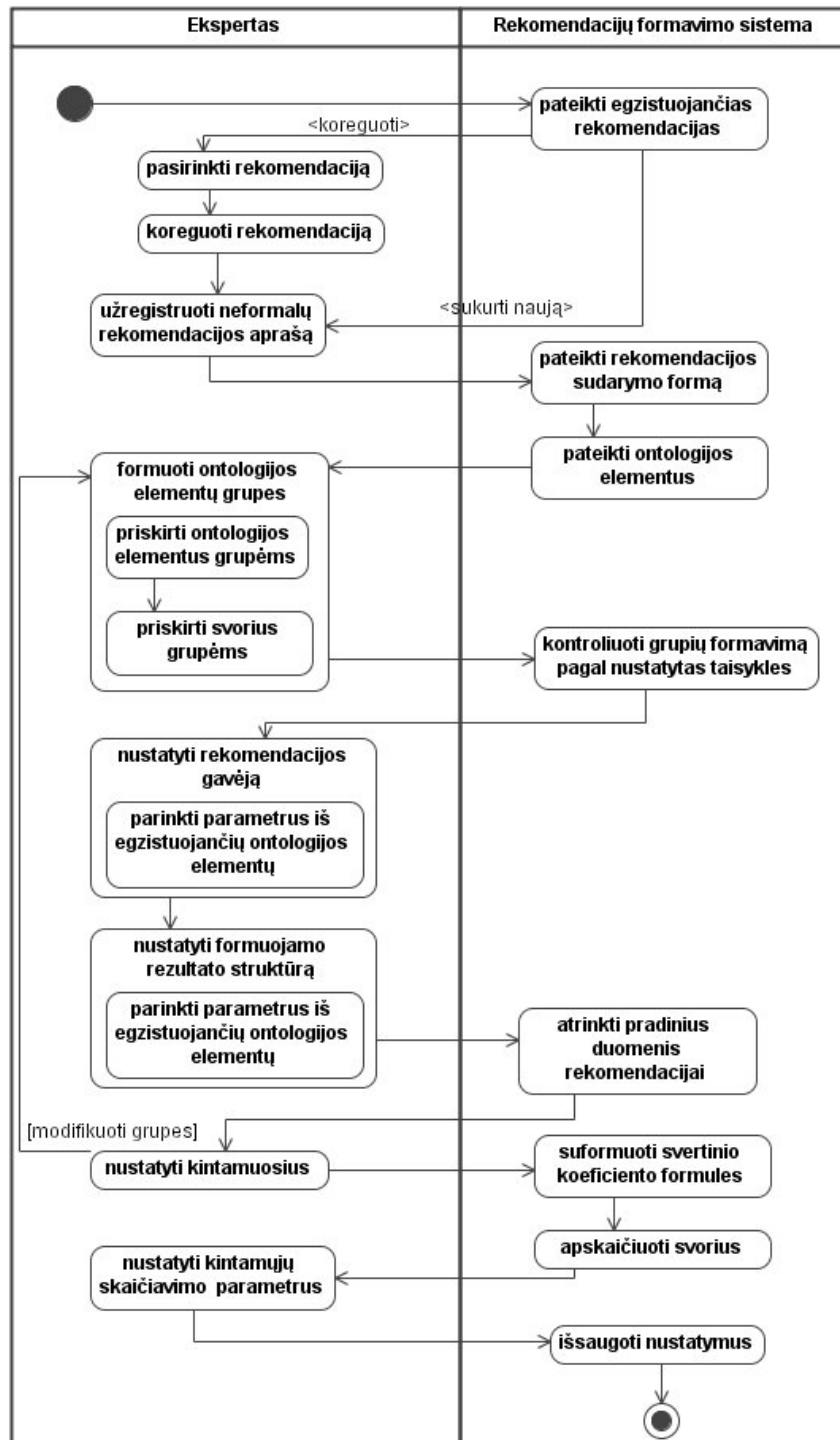 Ekspertas
Rekomendacijų formavimo sistema
pateikti egzistuojančias
rekomendacijas
<koreguoti>
pasirinkti rekomendaciją
koreguoti rekomendaciją
užregistruoti neformalų
rekomendacijos aprašą
<sukurti naują>
pateikti rekomendacijos
sudarymo formą
pateikti ontologijos
elementus
formuoti ontologijos
elementų grupes
priskirti ontologijos
elementus grupėms
priskirti svorius
grupėms
kontroliuoti grupių formavimą
pagal nustatytas taisykles
nustatyti rekomendacijos
gavėją
parinkti parametrus iš
egzistuojančių ontologijos
elementų
nustatyti formuojamo
rezultato struktūrą
parinkti parametrus iš
egzistuojančių ontologijos
elementų
atrinkti pradinius
duomenis
rekomendacijai
[modifikuoti grupes]
nustatyti kintamuosius
suformuoti svertinio
koeficiento formules
apskaičiuoti svorius
nustatyti kintamųjų
skaičiavimo parametrus
išsaugoti nustatymus